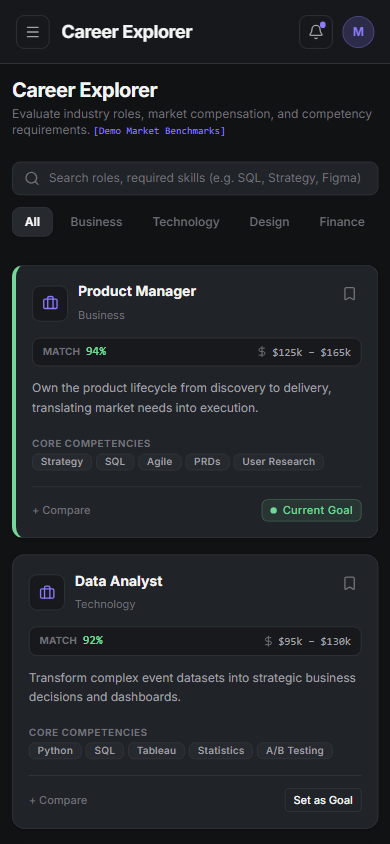 Career Explorer
M
Career Explorer
Evaluate industry roles, market compensation, and competency
requirements. [Demo Market Benchmarks]
Search roles, required skills (e.g. SQL, Strategy, Figma)
All Business Technology Design Finance
Product Manager
Business
MATCH 94% $ $125k – $165k
Own the product lifecycle from discovery to delivery,
translating market needs into execution.
CORE COMPETENCIES
Strategy SQL Agile PRDs User Research
+ Compare Current Goal
Data Analyst
Technology
MATCH 92% $ $95k – $130k
Transform complex event datasets into strategic business
decisions and dashboards.
CORE COMPETENCIES
Python SQL Tableau Statistics A/B Testing
+ Compare Set as Goal